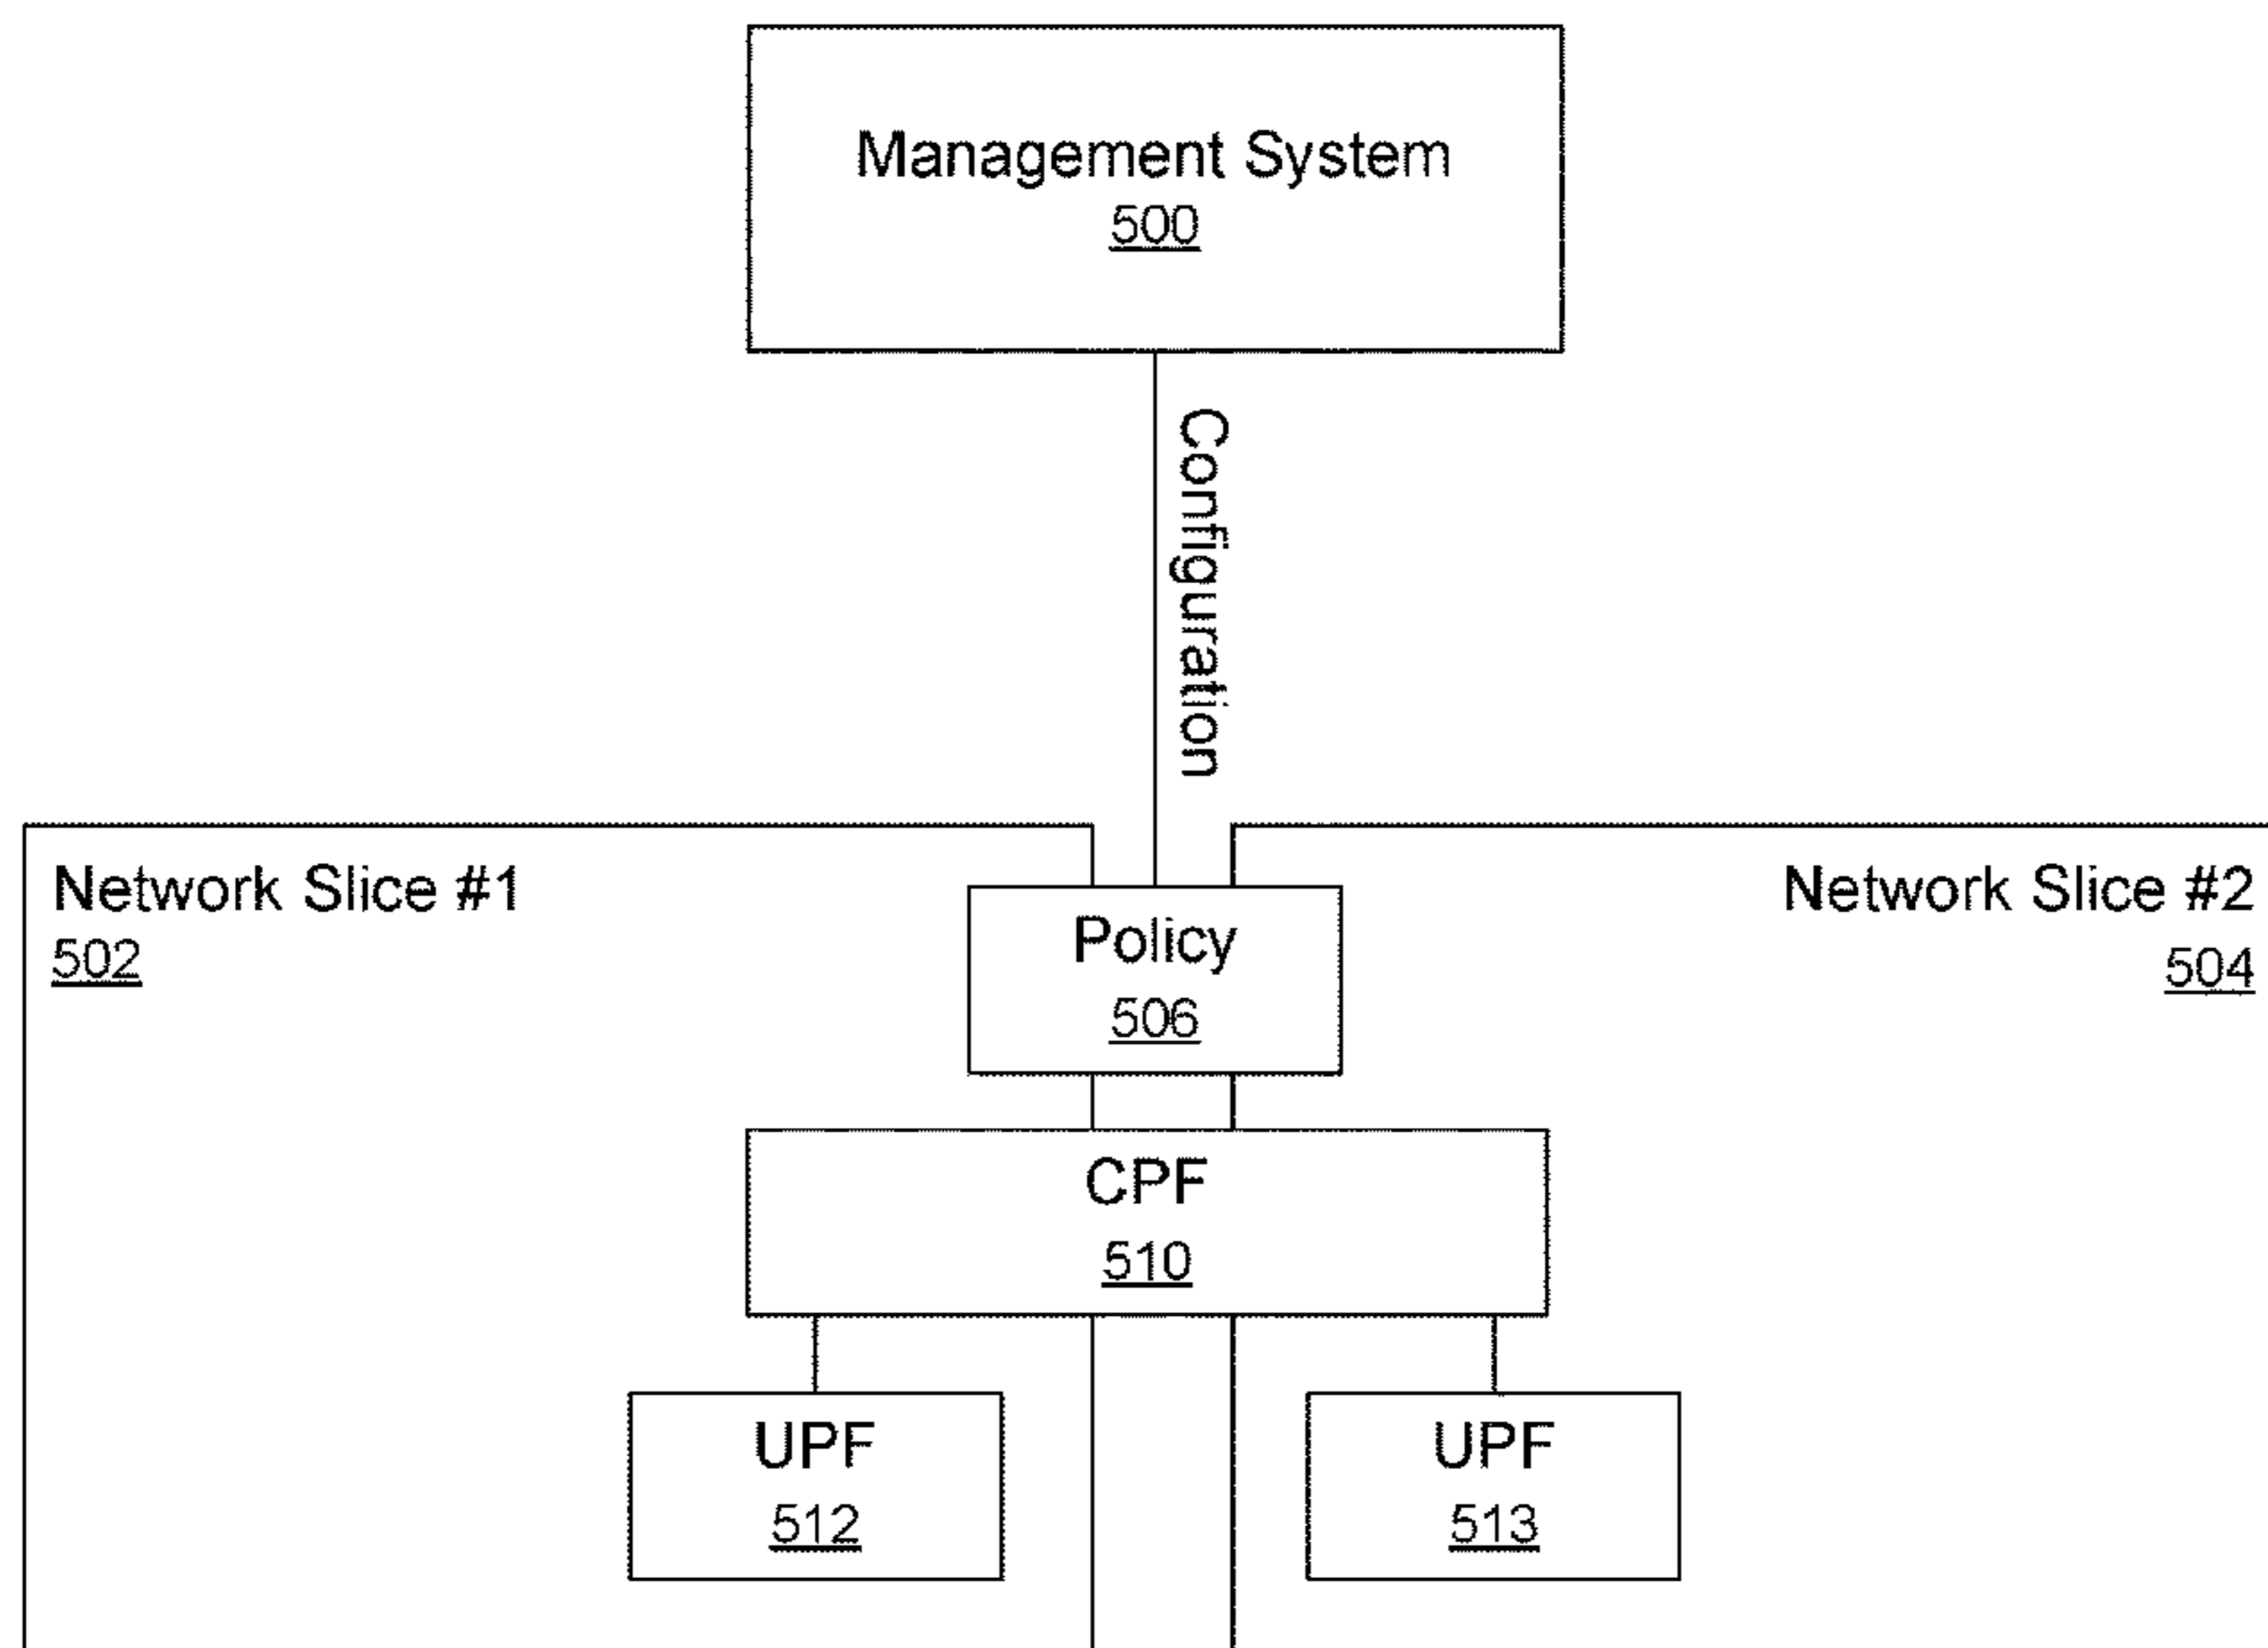 Management System
500
Configuration
Network Slice #1
502
Network Slice #2
504
Policy
506
CPF
510
UPF
512
UPF
513